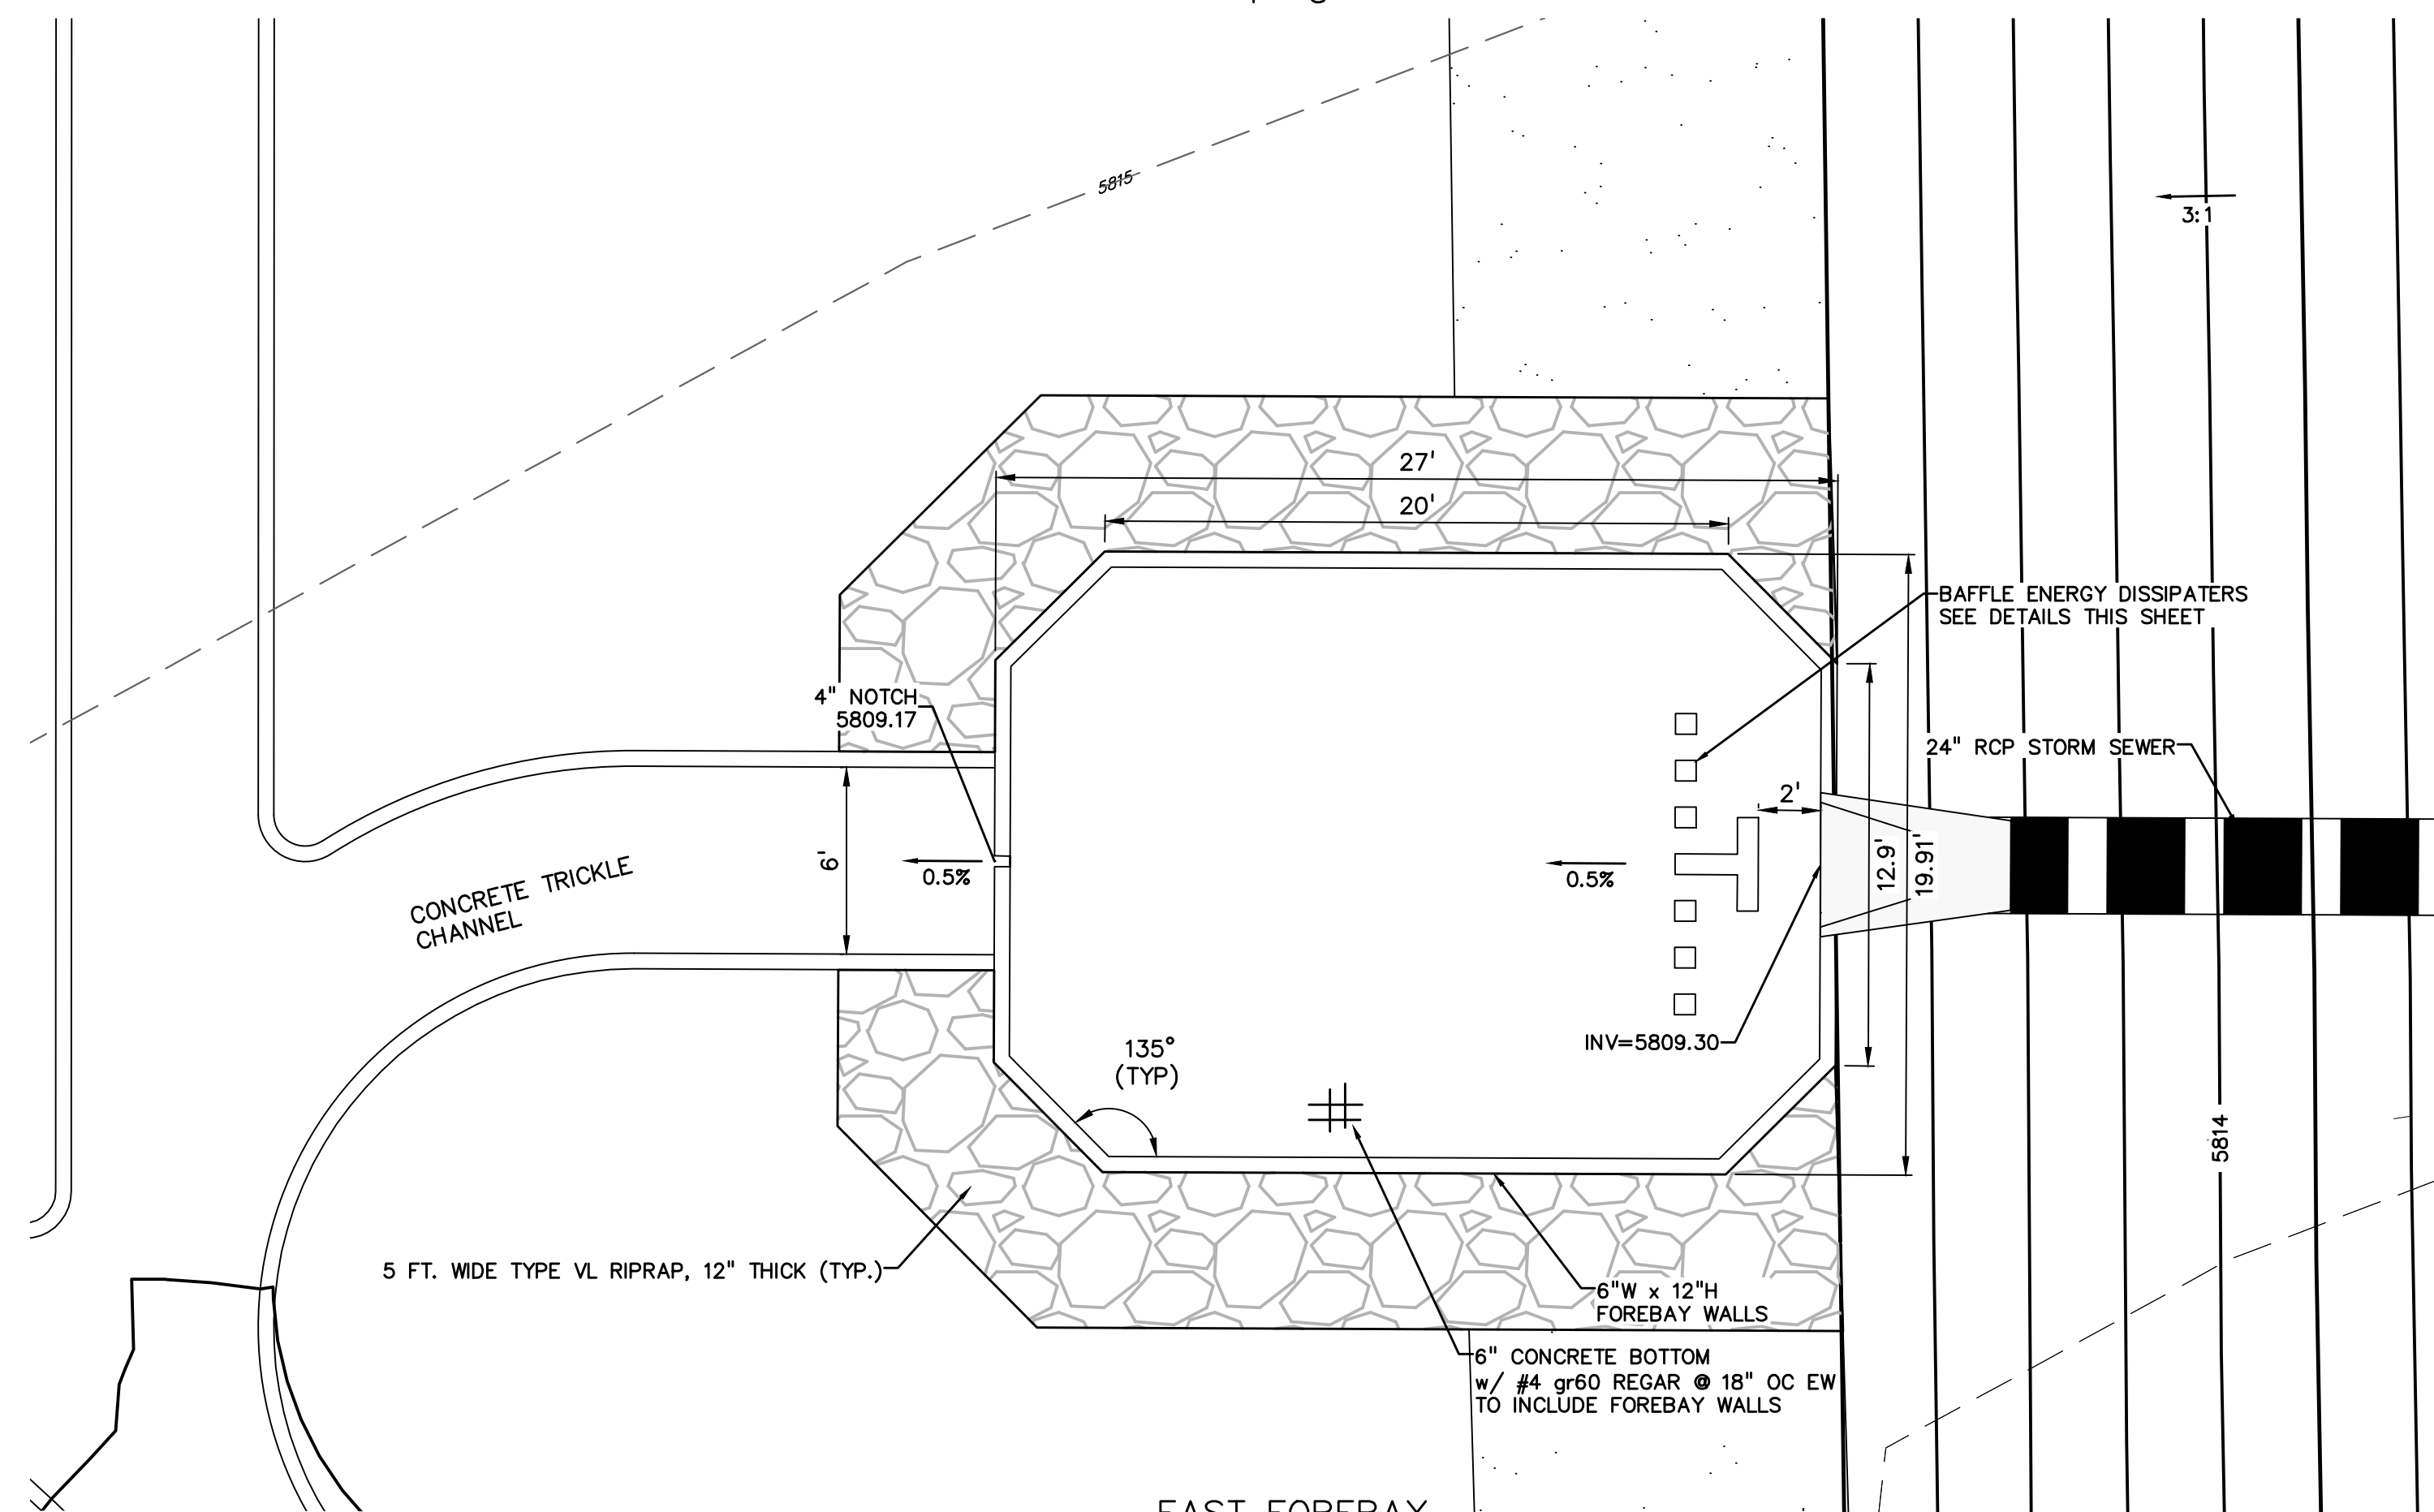 5815
3:1
27'
20'
BAFFLE ENERGY DISSIPATERS
SEE DETAILS THIS SHEET
4" NOTCH
5809.17
24" RCP STORM SEWER
2'
6'
12.9'
19.91'
0.5%
0.5%
CONCRETE TRICKLE
CHANNEL
INV=5809.30
135°
(TYP)
5814
5 FT. WIDE TYPE VL RIPRAP, 12" THICK (TYP.)
6"W x 12"H
FOREBAY WALLS
6" CONCRETE BOTTOM
w/ #4 gr60 REGAR @ 18" OC EW
TO INCLUDE FOREBAY WALLS
EAST FOREBAY